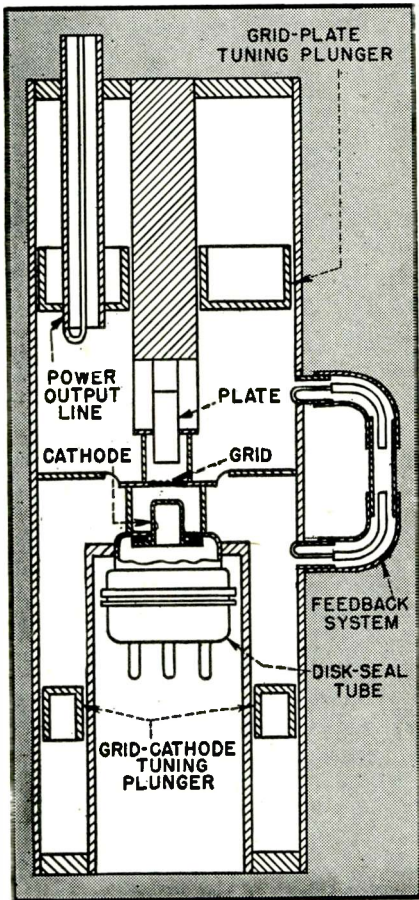 GRID-PLATE
TUNING PLUNGER
POWER
OUTPUT
LINE
PLATE
CATHODE
GRID
FEEDBACK
SYSTEM
DISK-SEAL
TUBE
GRID-CATHODE
TUNING
PLUNGER